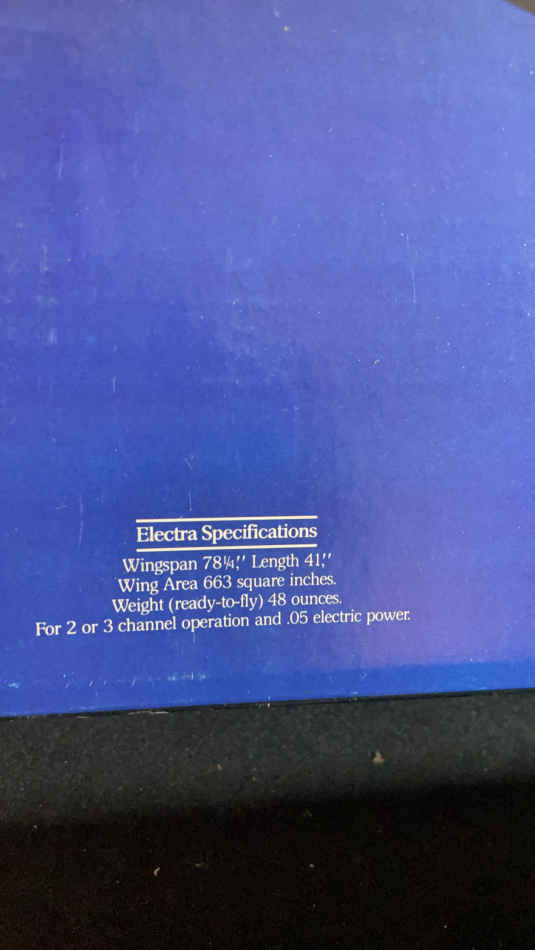 Electra Specifications
Wingspan 78¼," Length 41,"
Wing Area 663 square inches.
Weight (ready-to-fly) 48 ounces.
For 2 or 3 channel operation and .05 electric power.